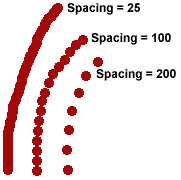 Spacing = 25
Spacing = 100
Spacing = 200